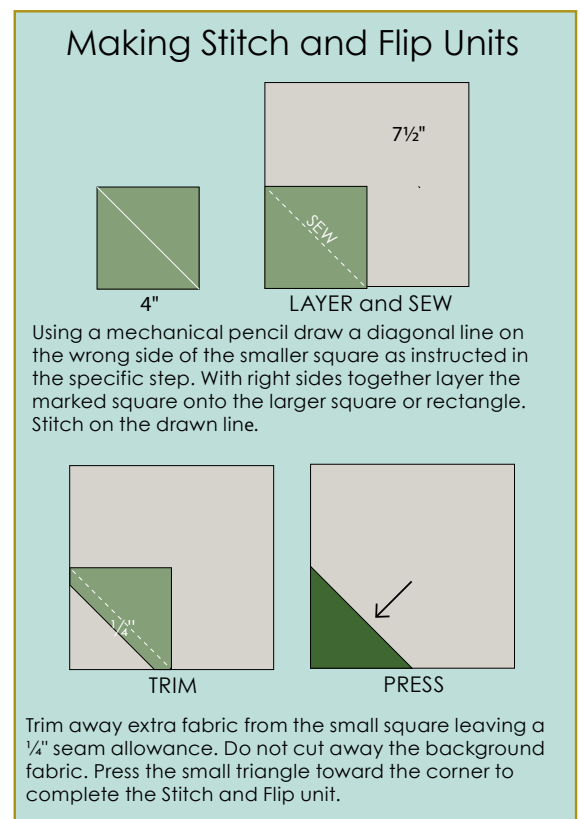 Making Stitch and Flip Units
7½"
SEW
4"
LAYER and SEW
Using a mechanical pencil draw a diagonal line on
the wrong side of the smaller square as instructed in
the specific step. With right sides together layer the
marked square onto the larger square or rectangle.
Stitch on the drawn line.
¼"
TRIM
PRESS
Trim away extra fabric from the small square leaving a
¼" seam allowance. Do not cut away the background
fabric. Press the small triangle toward the corner to
complete the Stitch and Flip unit.